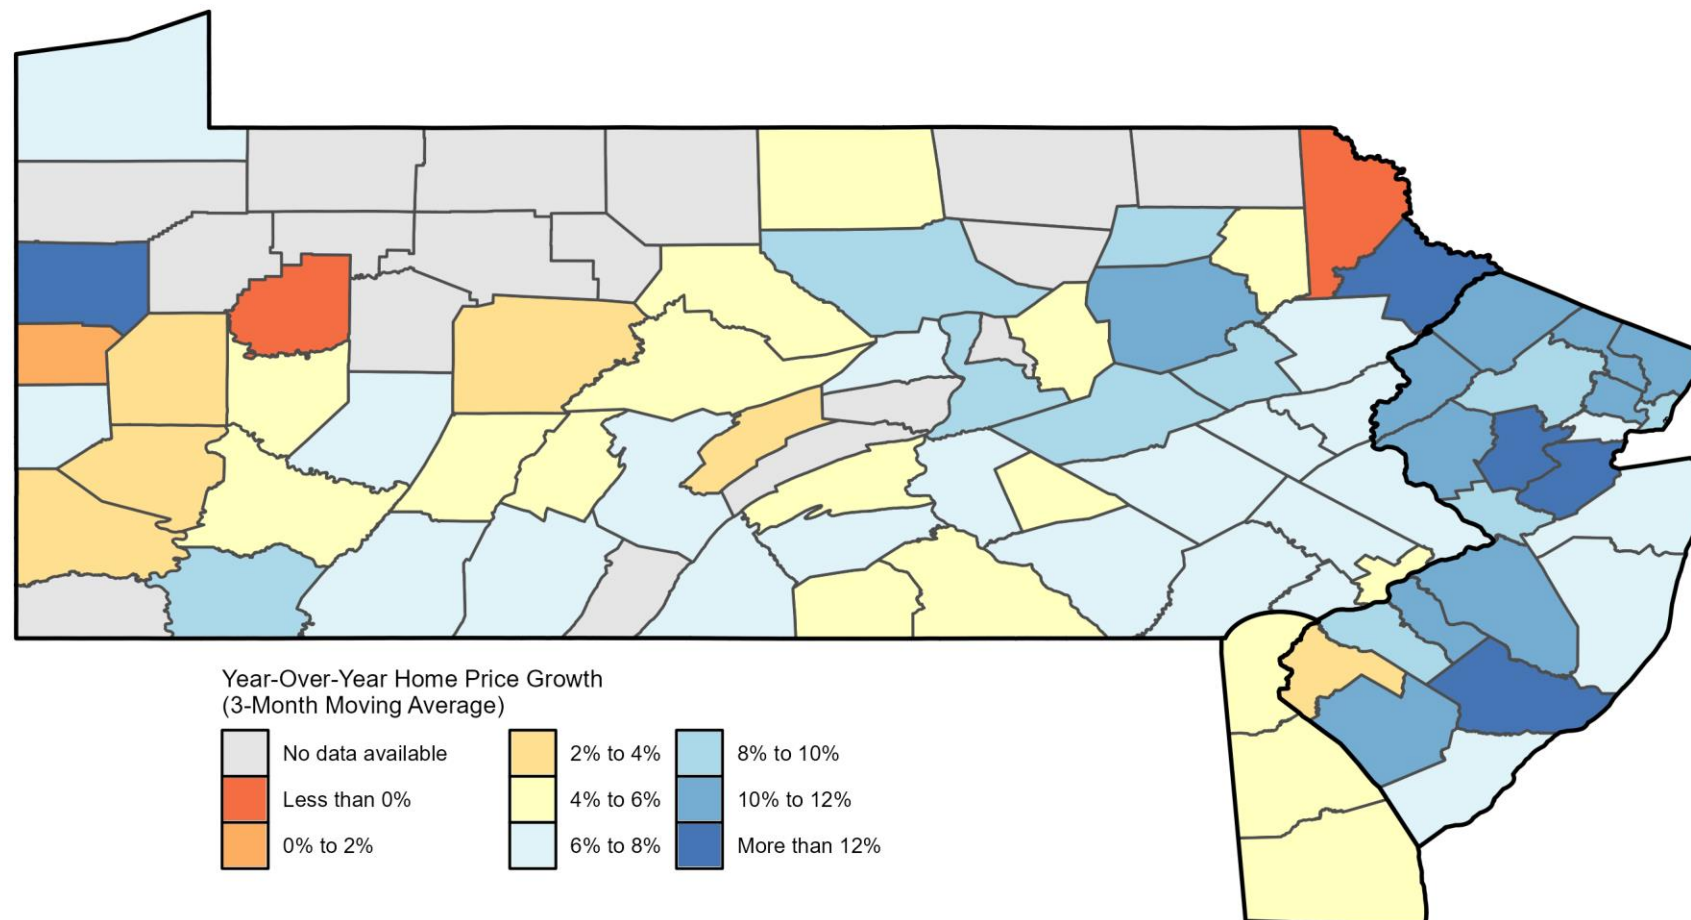 Year-Over-Year Home Price Growth
(3-Month Moving Average)
No data available
Less than 0%
0% to 2%
2% to 4%
4% to 6%
6% to 8%
8% to 10%
10% to 12%
More than 12%